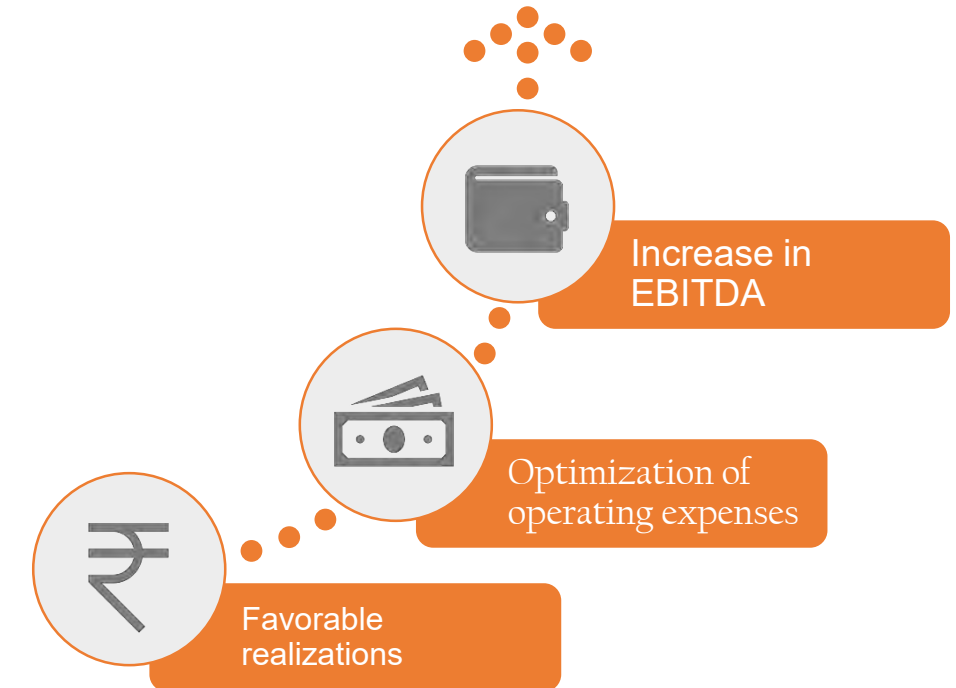 Increase in
EBITDA
Optimization of
operating expenses
Favorable
realizations